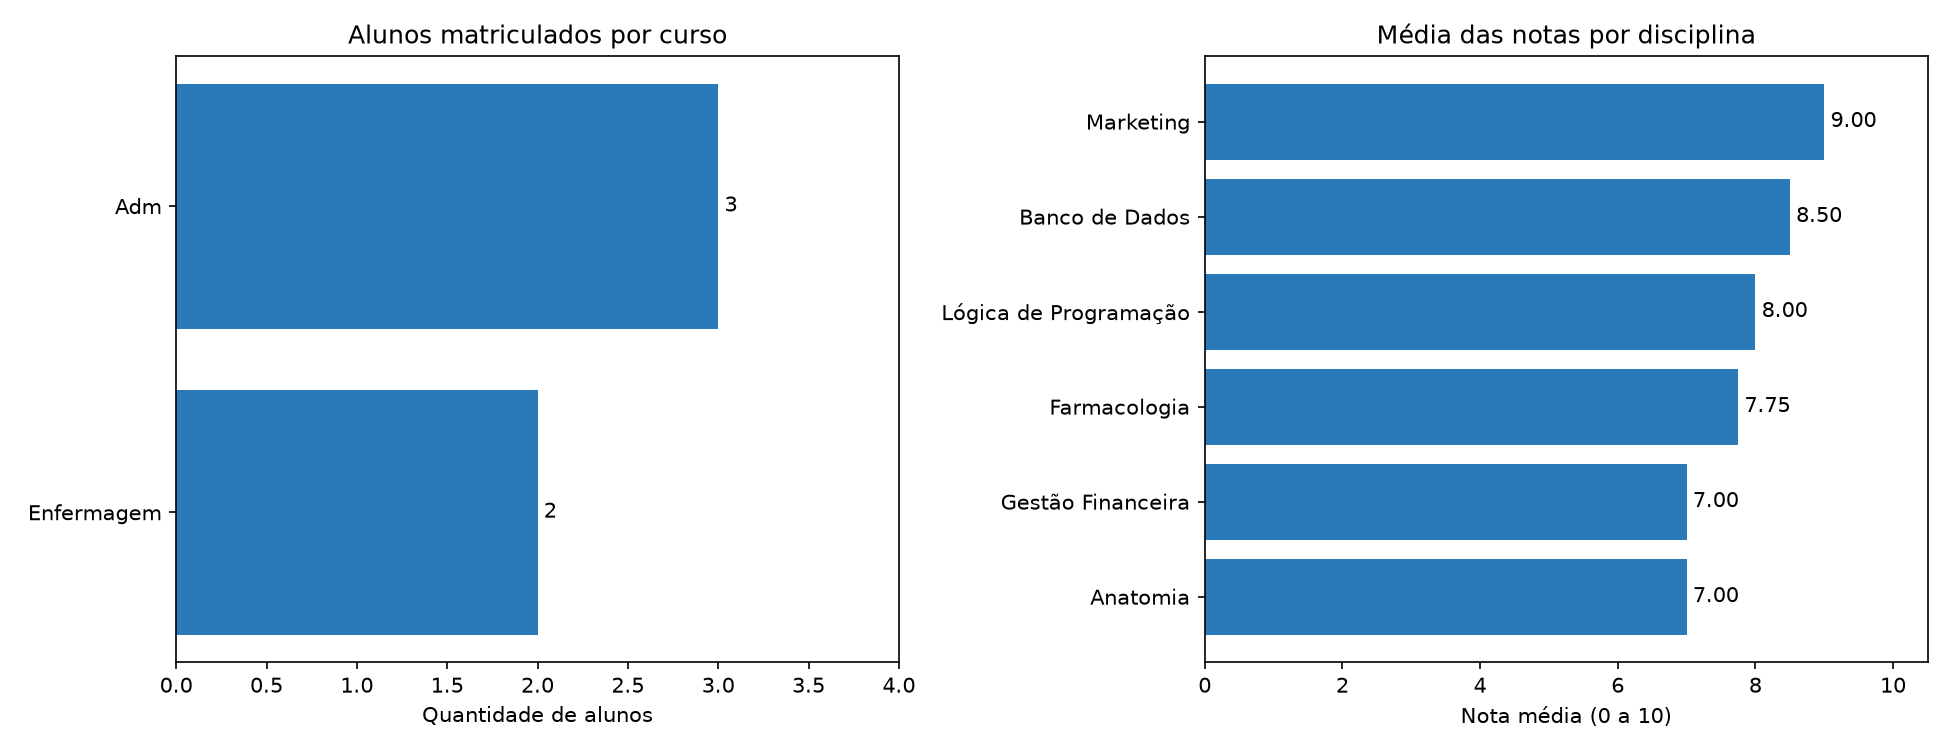 Alunos matriculados por curso
Adm
3
Enfermagem
2
0.0 0.5 1.0 1.5 2.0 2.5 3.0 3.5 4.0
Quantidade de alunos
Média das notas por disciplina
Marketing
9.00
Banco de Dados
8.50
Lógica de Programação
8.00
Farmacologia
7.75
Gestão Financeira
7.00
Anatomia
7.00
0 2 4 6 8 10
Nota média (0 a 10)